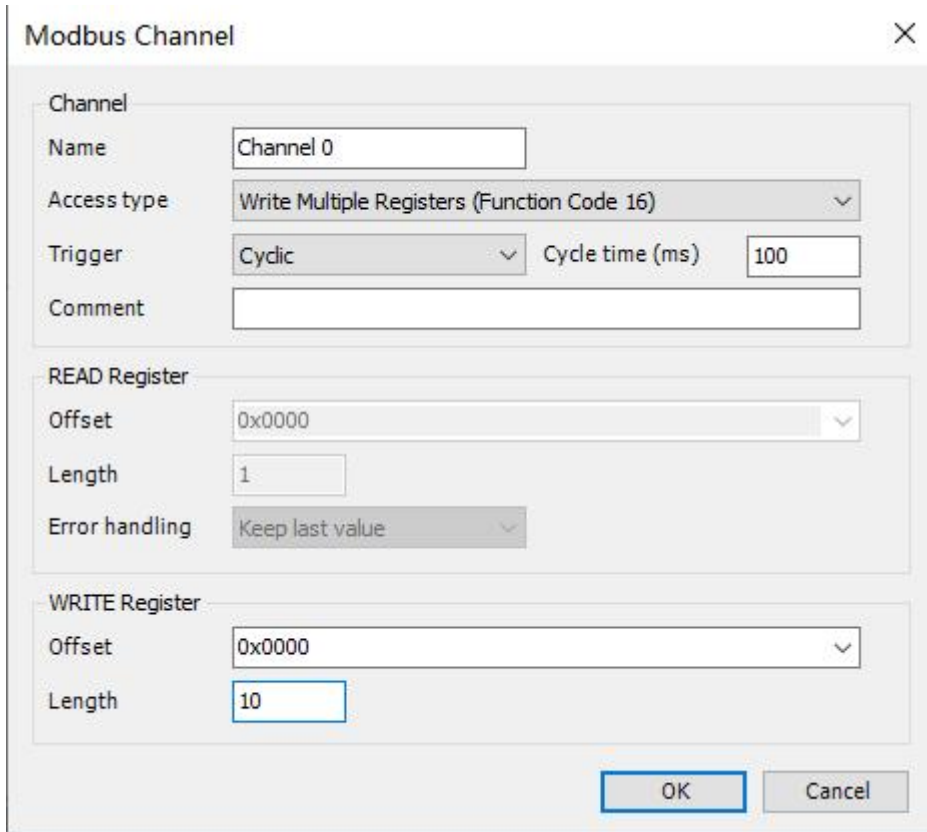 Modbus Channel
Channel
Name Channel 0
Access type Write Multiple Registers (Function Code 16)
Trigger Cyclic Cycle time (ms) 100
Comment
READ Register
Offset 0x0000
Length 1
Error handling Keep last value
WRITE Register
Offset 0x0000
Length 10
OK Cancel